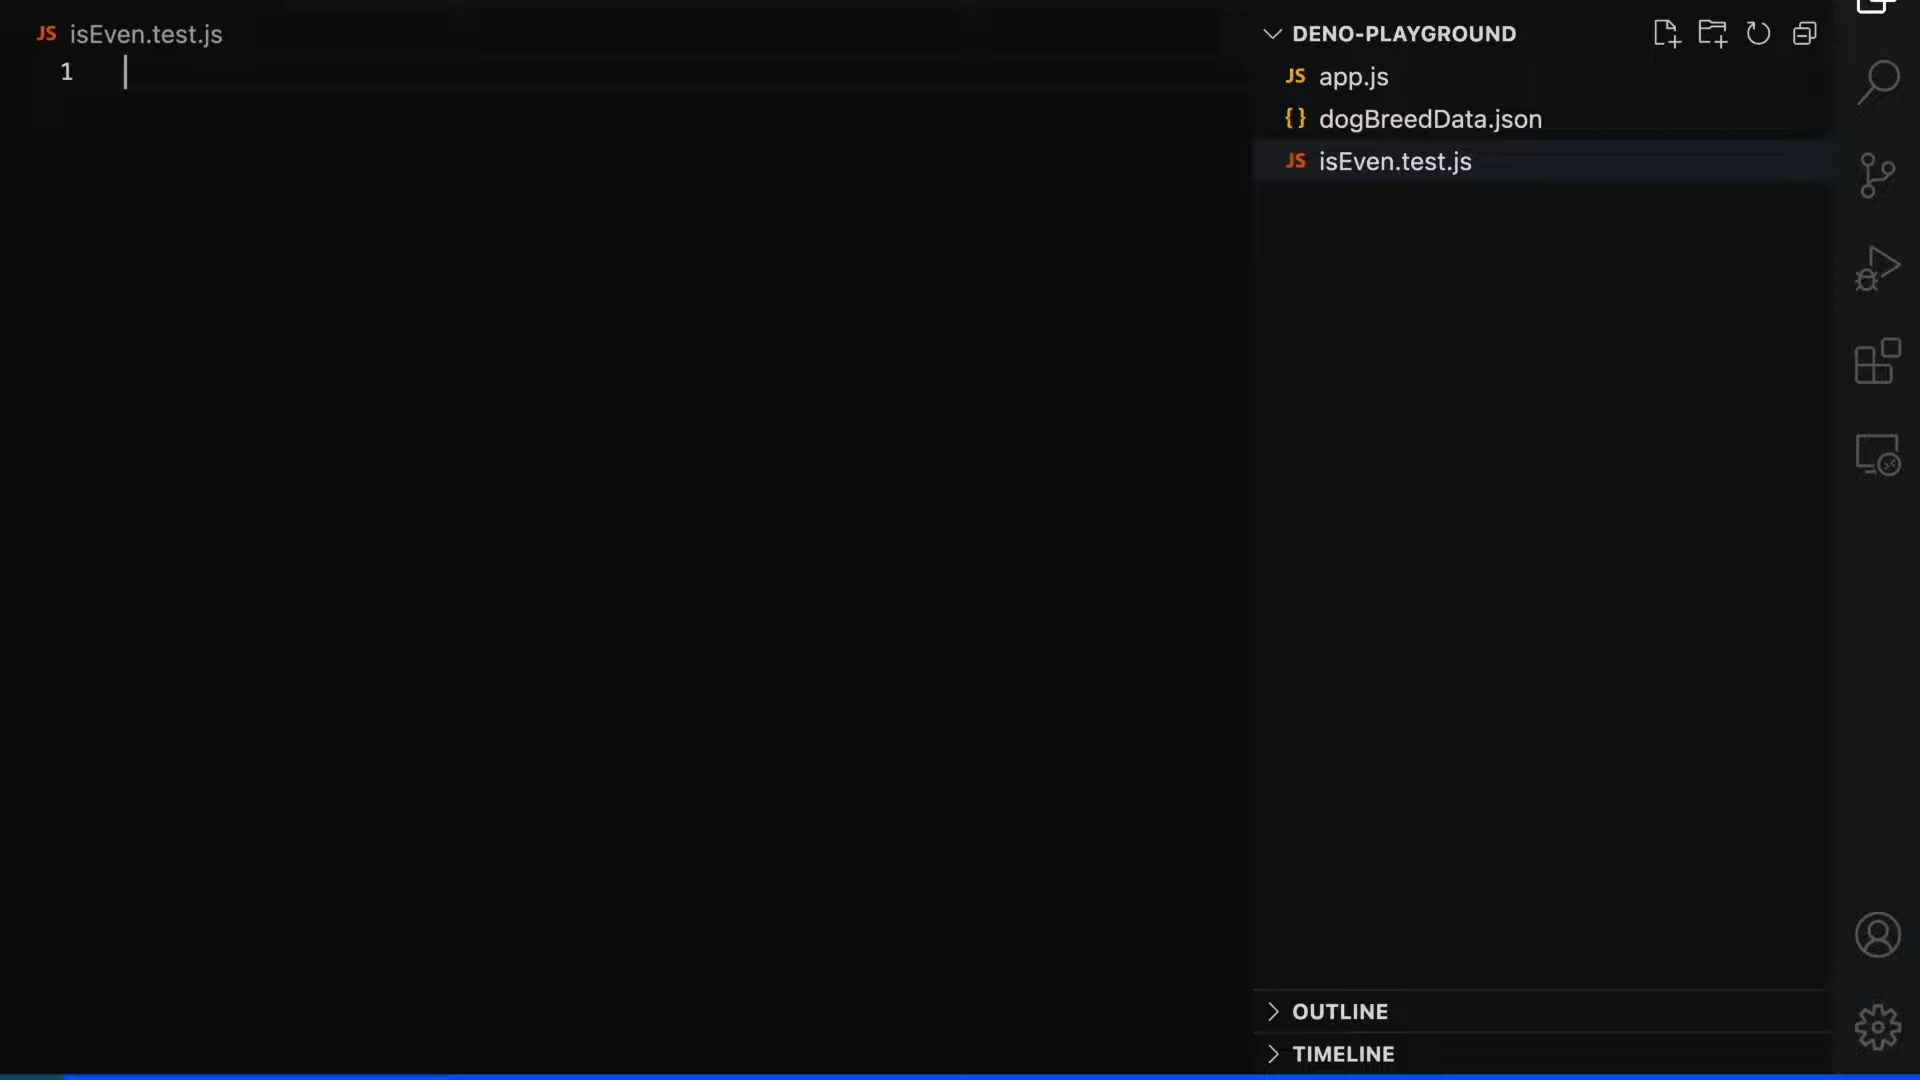 JS isEven.test.js
1
DENO-PLAYGROUND
JS app.js
{} dogBreedData.json
JS isEven.test.js
OUTLINE
TIMELINE